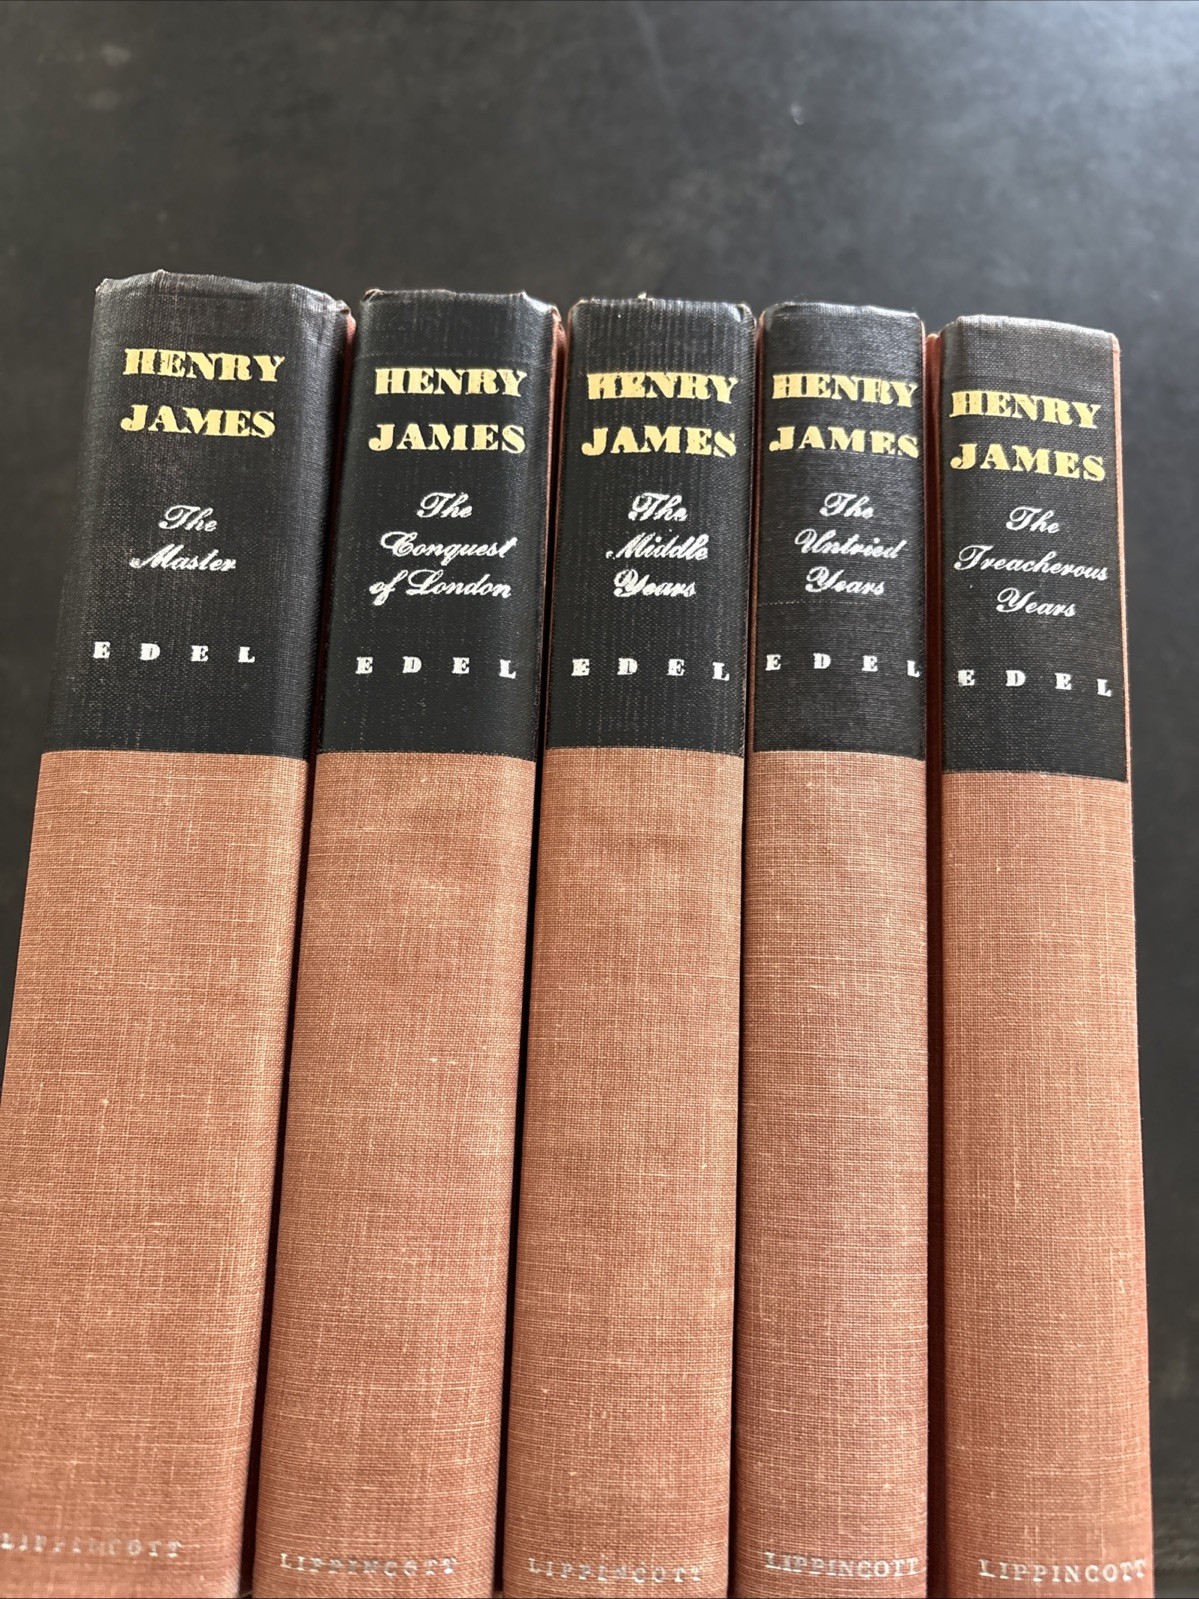 HENRY
JAMES
The
Master
EDEL
LIPPINCOTT
HENRY
JAMES
The
Conquest
of London
EDEL
LIPPINCOTT
HENRY
JAMES
The
Middle
Years
EDEL
LIPPINCOTT
HENRY
JAMES
The
Untried
Years
EDEL
LIPPINCOTT
HENRY
JAMES
The
Treacherous
Years
EDEL
LIPPINCOTT